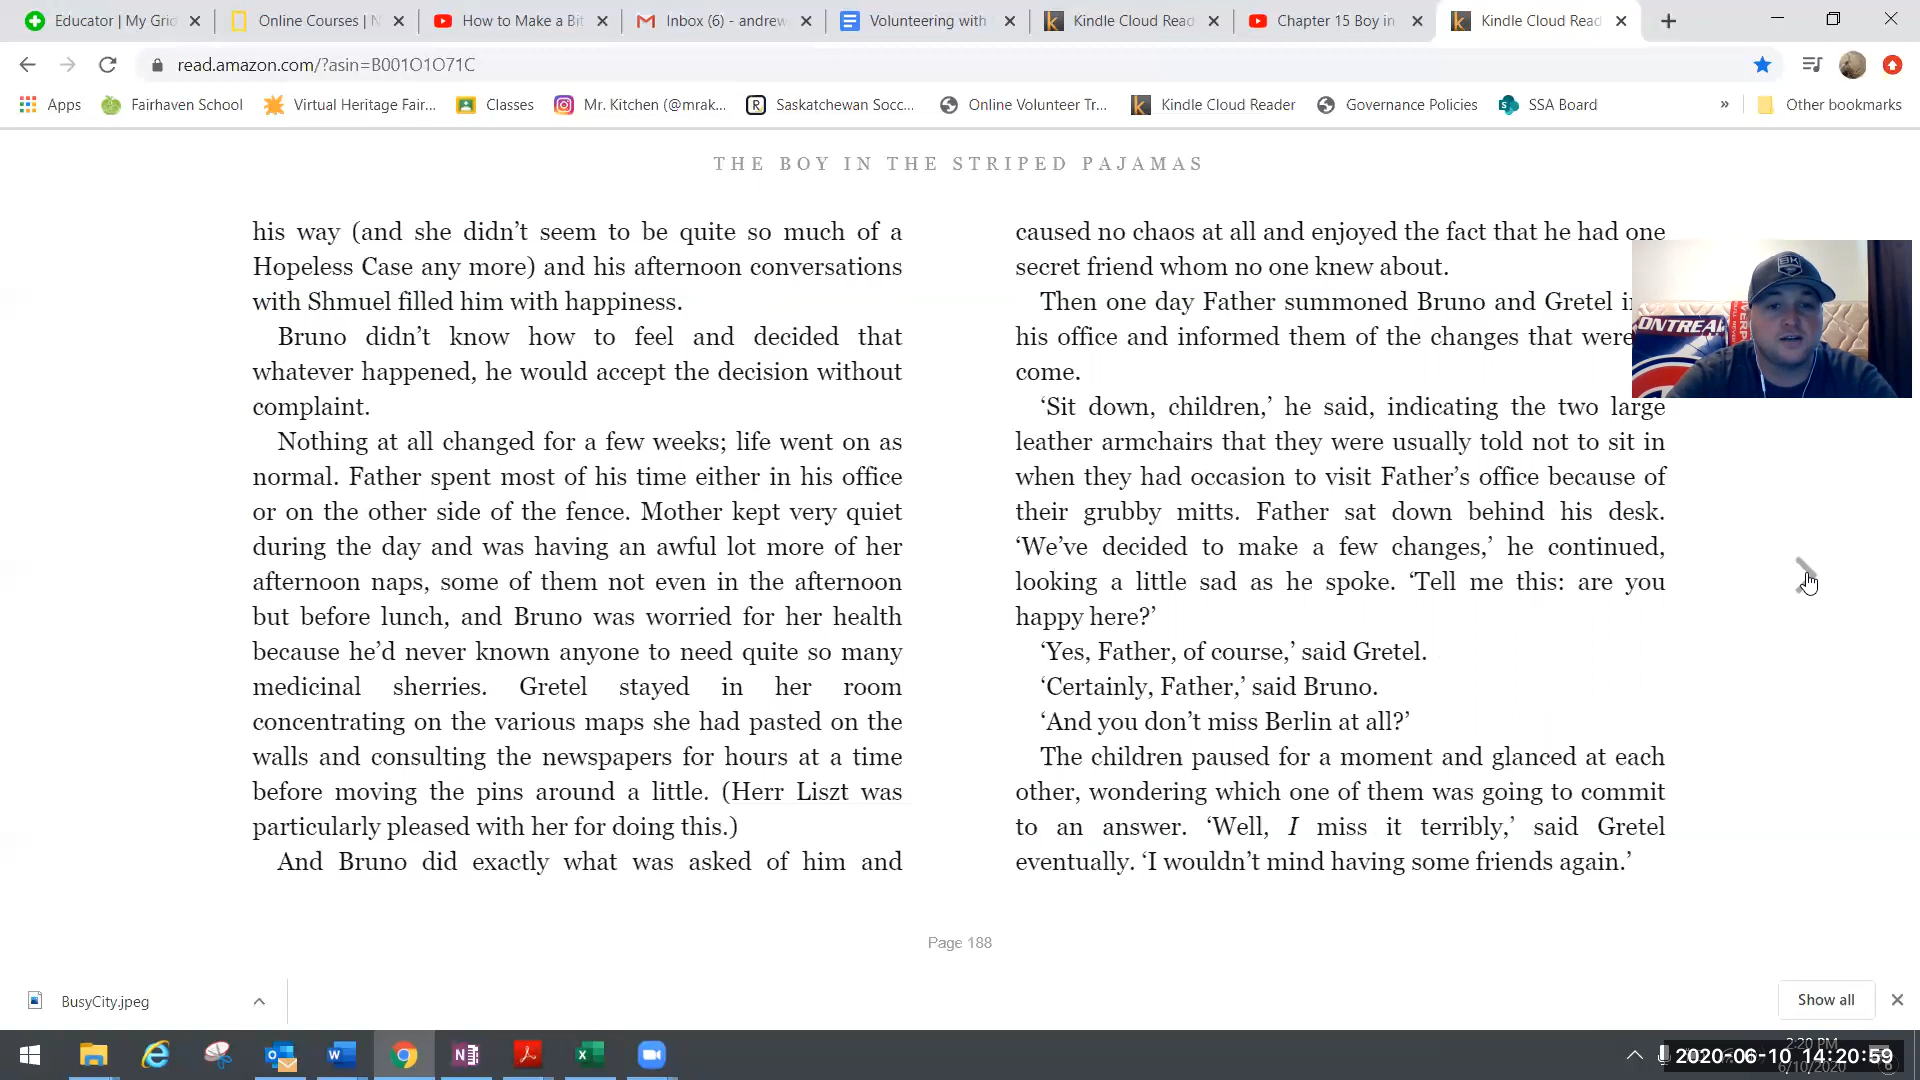 Educator | My Gri
Online Courses | N
How to Make a Bit
Inbox (6) - andrew
Volunteering with
Kindle Cloud Read
Chapter 15 Boy in
Kindle Cloud Read
read.amazon.com/?asin=B001O1O71C
Apps
Fairhaven School
Virtual Heritage Fair...
Classes
Mr. Kitchen (@mrak...
Saskatchewan Socc...
Online Volunteer Tr...
Kindle Cloud Reader
Governance Policies
SSA Board
»
Other bookmarks
THE BOY IN THE STRIPED PAJAMAS
his way (and she didn’t seem to be quite so much of a
Hopeless Case any more) and his afternoon conversations
with Shmuel filled him with happiness.
Bruno didn’t know how to feel and decided that
whatever happened, he would accept the decision without
complaint.
Nothing at all changed for a few weeks; life went on as
normal. Father spent most of his time either in his office
or on the other side of the fence. Mother kept very quiet
during the day and was having an awful lot more of her
afternoon naps, some of them not even in the afternoon
but before lunch, and Bruno was worried for her health
because he’d never known anyone to need quite so many
medicinal sherries. Gretel stayed in her room
concentrating on the various maps she had pasted on the
walls and consulting the newspapers for hours at a time
before moving the pins around a little. (Herr Liszt was
particularly pleased with her for doing this.)
And Bruno did exactly what was asked of him and
caused no chaos at all and enjoyed the fact that he had one
secret friend whom no one knew about.
Then one day Father summoned Bruno and Gretel
his office and informed them of the changes that were
come.
‘Sit down, children,’ he said, indicating the two large
leather armchairs that they were usually told not to sit in
when they had occasion to visit Father’s office because of
their grubby mitts. Father sat down behind his desk.
‘We’ve decided to make a few changes,’ he continued,
looking a little sad as he spoke. ‘Tell me this: are you
happy here?’
‘Yes, Father, of course,’ said Gretel.
‘Certainly, Father,’ said Bruno.
‘And you don’t miss Berlin at all?’
The children paused for a moment and glanced at each
other, wondering which one of them was going to commit
to an answer. ‘Well, I miss it terribly,’ said Gretel
eventually. ‘I wouldn’t mind having some friends again.’
ONTREAL
Page 188
BusyCity.jpeg
Show all
2:20 PM
6/10/2020
2020-06-10 14:20:59